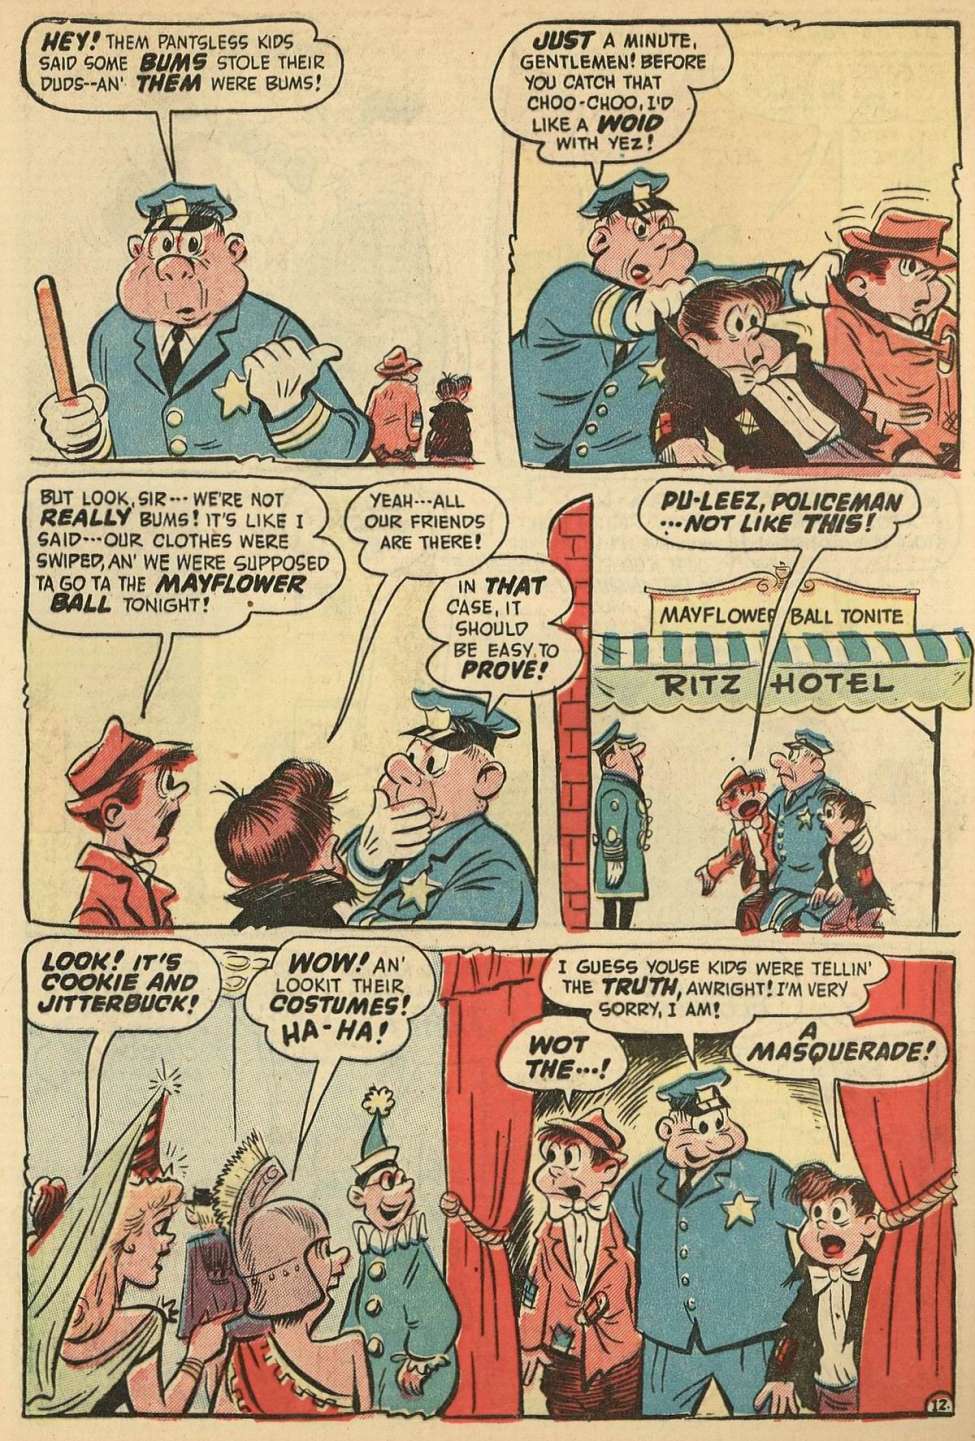 HEY! THEM PANTSLESS KIDS
SAID SOME BUMS STOLE THEIR
DUDS--AN' THEM WERE BUMS!
JUST A MINUTE,
GENTLEMEN! BEFORE
YOU CATCH THAT
CHOO-CHOO, I'D
LIKE A WOID
WITH YEZ!
BUT LOOK, SIR--- WE'RE NOT
REALLY BUMS! IT'S LIKE I
SAID---OUR CLOTHES WERE
SWIPED, AN' WE WERE SUPPOSED
TA GO TA THE MAYFLOWER
BALL TONIGHT!
YEAH---ALL
OUR FRIENDS
ARE THERE!
IN THAT
CASE, IT
SHOULD
BE EASY TO
PROVE!
PU-LEEZ, POLICEMAN
...NOT LIKE THIS!
MAYFLOWER BALL TONITE
RITZ HOTEL
LOOK! IT'S
COOKIE AND
JITTERBUCK!
WOW! AN'
LOOKIT THEIR
COSTUMES!
HA-HA!
I GUESS YOUSE KIDS WERE TELLIN'
THE TRUTH, AWRIGHT! I'M VERY
SORRY, I AM!
WOT
THE---!
A
MASQUERADE!
12.